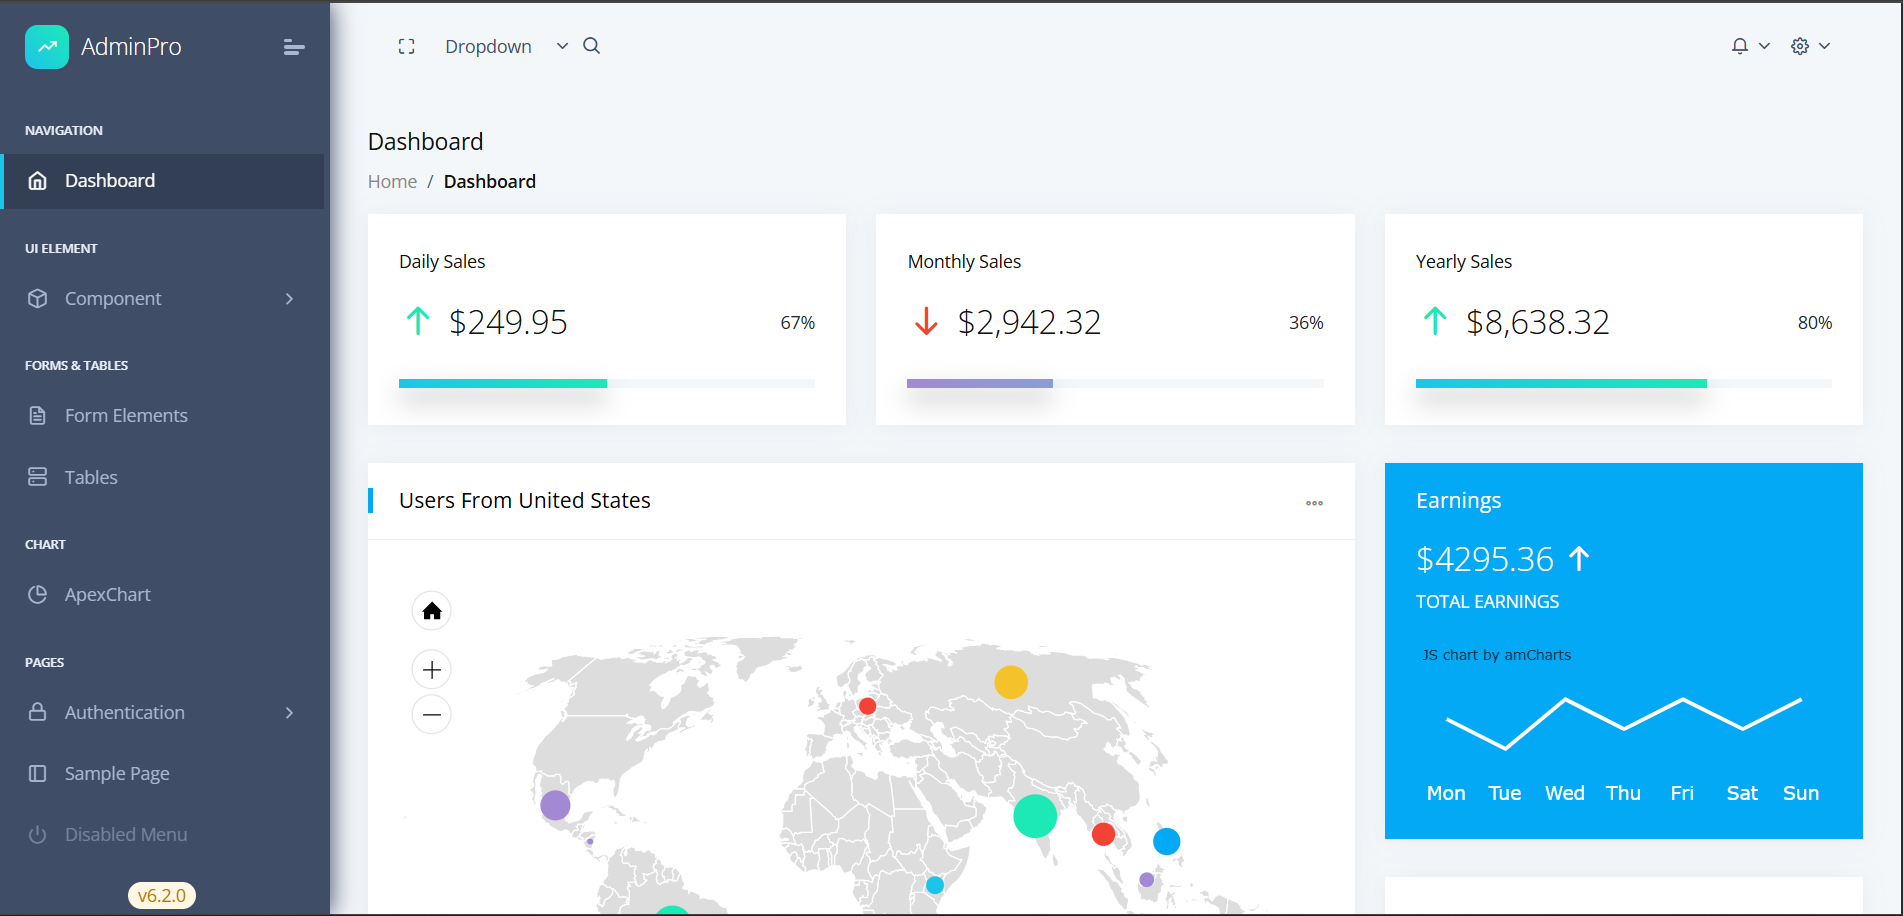 AdminPro
NAVIGATION
Dashboard
UI ELEMENT
Component
FORMS & TABLES
Form Elements
Tables
CHART
ApexChart
PAGES
Authentication
Sample Page
Disabled Menu
v6.2.0
Dropdown
Dashboard
Home / Dashboard
Daily Sales
$249.95 67%
Monthly Sales
$2,942.32 36%
Yearly Sales
$8,638.32 80%
Users From United States
Earnings
$4295.36
TOTAL EARNINGS
JS chart by amCharts
Mon Tue Wed Thu Fri Sat Sun